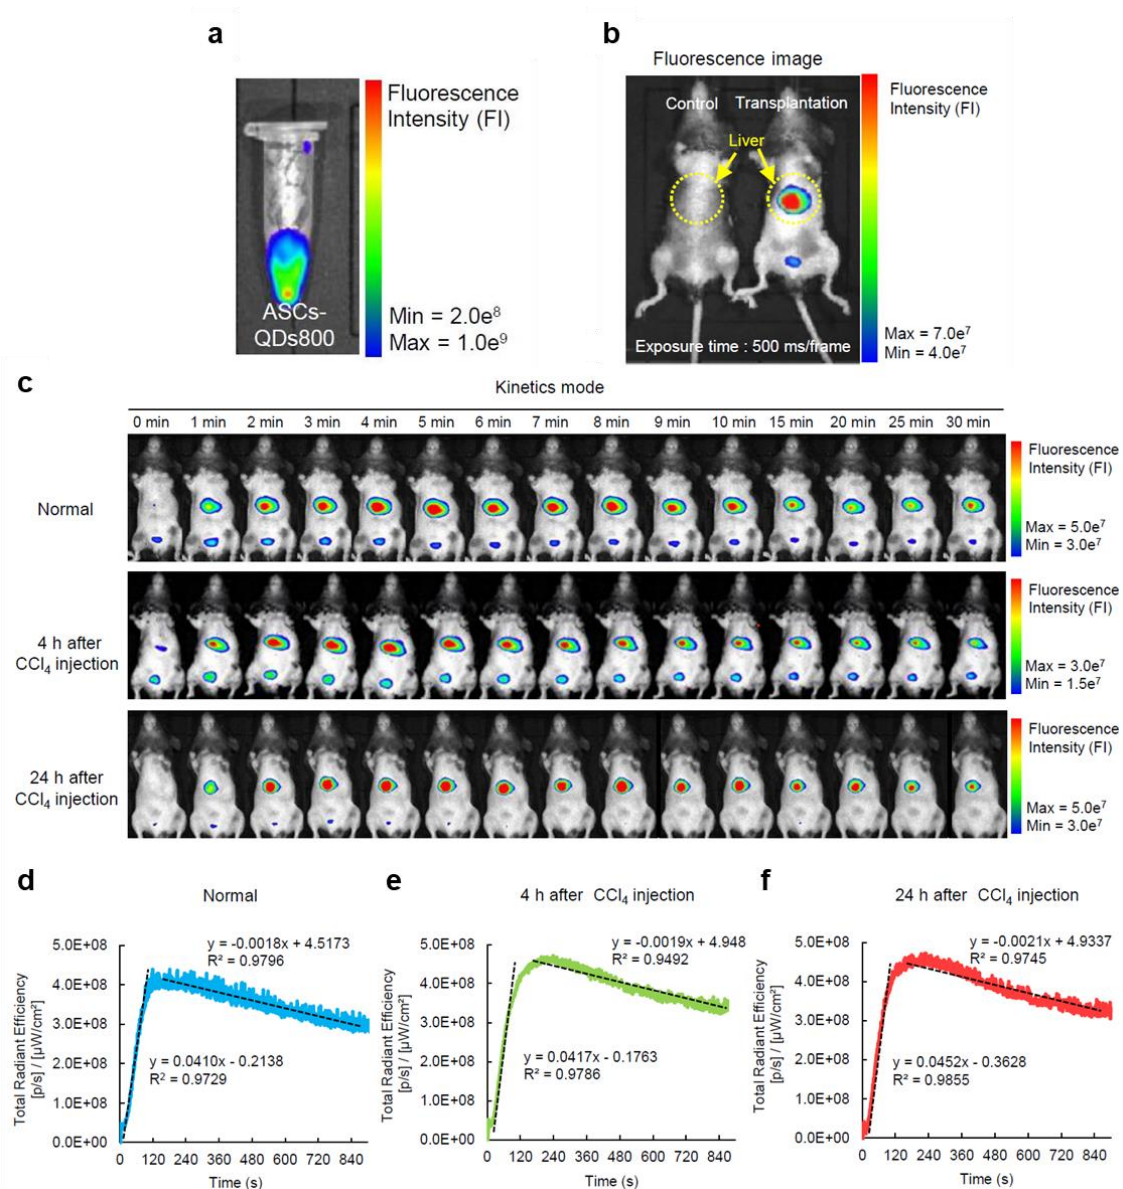 a
Fluorescence
Intensity (FI)
ASCs-
QDs800
Min = 2.0e⁸
Max = 1.0e⁹
b
Fluorescence image
Control Transplantation
Liver
Exposure time : 500 ms/frame
Fluorescence
Intensity (FI)
Max = 7.0e⁷
Min = 4.0e⁷
c
Kinetics mode
0 min 1 min 2 min 3 min 4 min 5 min 6 min 7 min 8 min 9 min 10 min 15 min 20 min 25 min 30 min
Normal
Fluorescence
Intensity (FI)
Max = 5.0e⁷
Min = 3.0e⁷
4 h after
CCl₄ injection
Fluorescence
Intensity (FI)
Max = 3.0e⁷
Min = 1.5e⁷
24 h after
CCl₄ injection
Fluorescence
Intensity (FI)
Max = 5.0e⁷
Min = 3.0e⁷
d
Normal
Total Radiant Efficiency
[p/s] / [µW/cm²]
5.0E+08
4.0E+08
3.0E+08
2.0E+08
1.0E+08
0.0E+00
y = -0.0018x + 4.5173
R² = 0.9796
y = 0.0410x - 0.2138
R² = 0.9729
0 120 240 360 480 600 720 840
Time (s)
e
4 h after CCl₄ injection
Total Radiant Efficiency
[p/s] / [µW/cm²]
5.0E+08
4.0E+08
3.0E+08
2.0E+08
1.0E+08
0.0E+00
y = -0.0019x + 4.948
R² = 0.9492
y = 0.0417x - 0.1763
R² = 0.9786
0 120 240 360 480 600 720 840
Time (s)
f
24 h after CCl₄ injection
Total Radiant Efficiency
[p/s] / [µW/cm²]
5.0E+08
4.0E+08
3.0E+08
2.0E+08
1.0E+08
0.0E+00
y = -0.0021x + 4.9337
R² = 0.9745
y = 0.0452x - 0.3628
R² = 0.9855
0 120 240 360 480 600 720 840
Time (s)